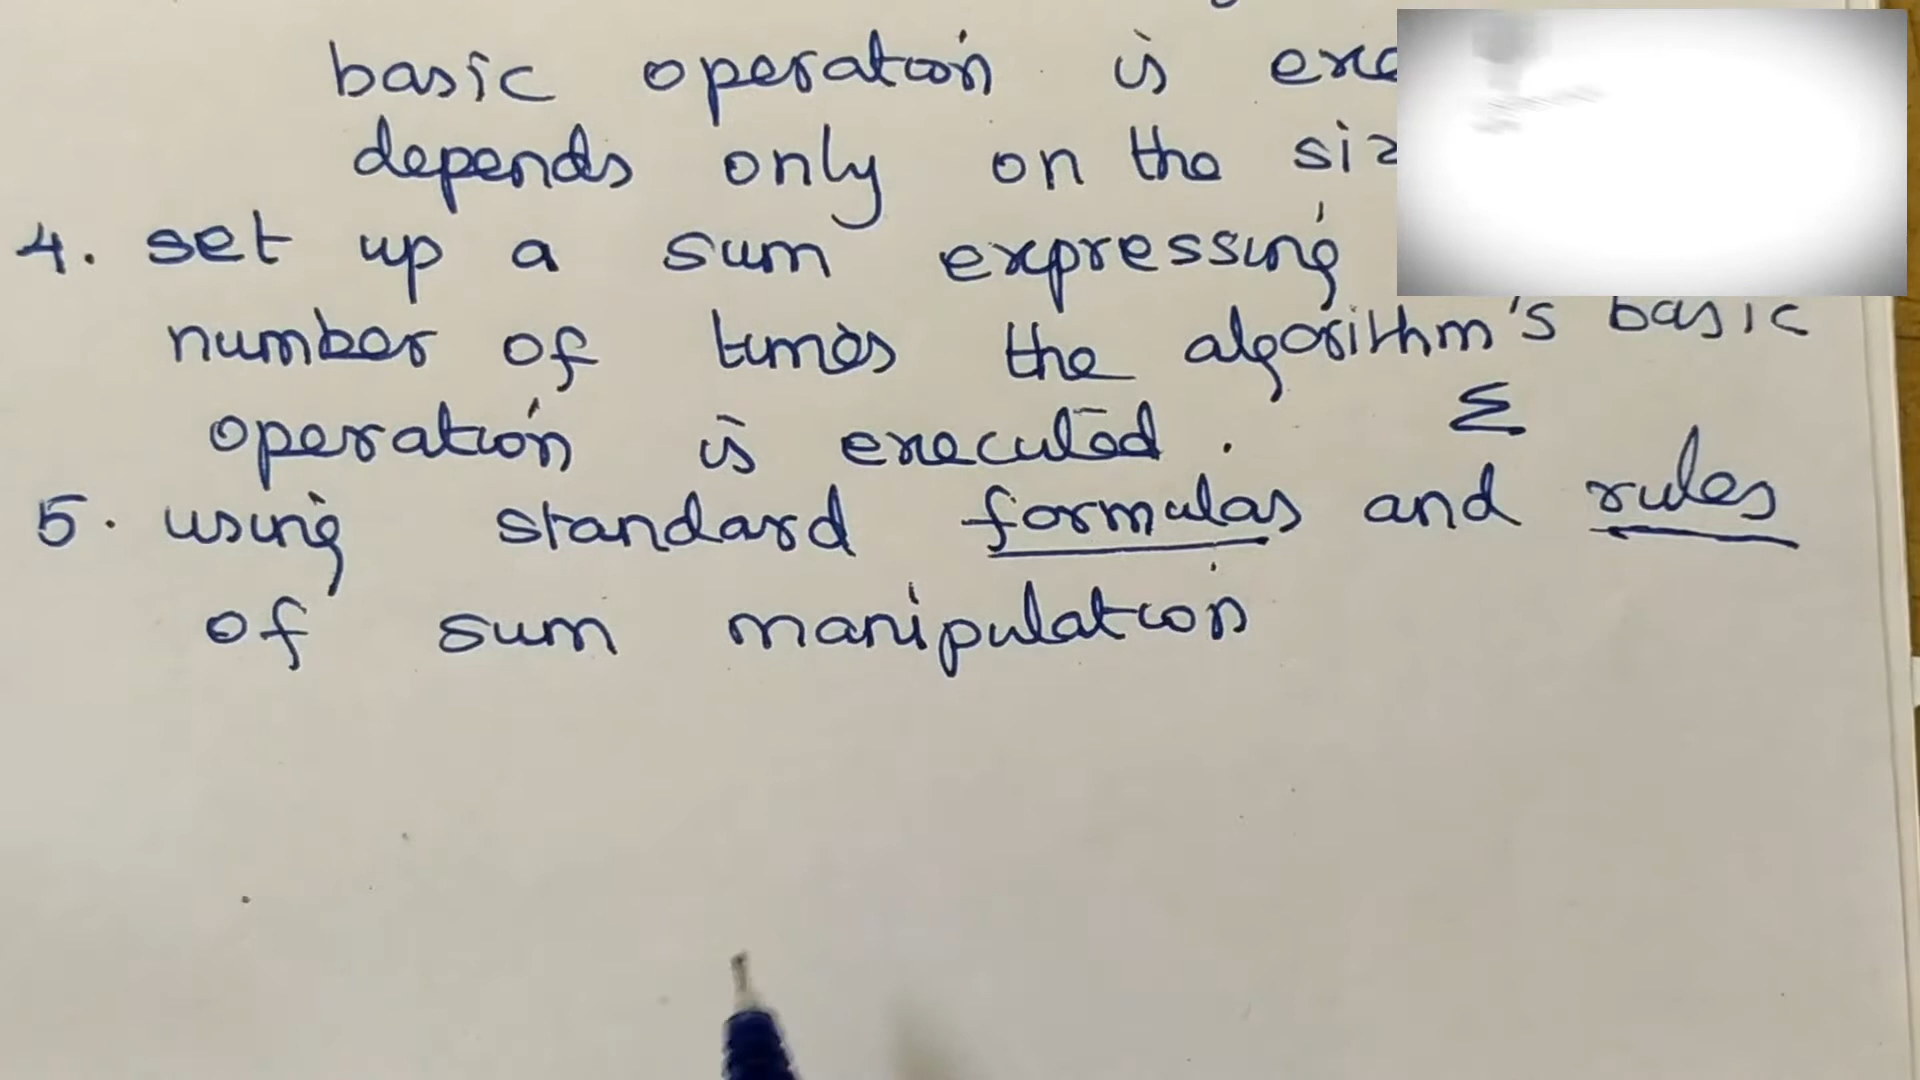 basic operation is
depends only on the
4. set up a sum expressing
number of times the algorithm's basic
operation is executed. Σ
5. using standard formulas and rules
of sum manipulation